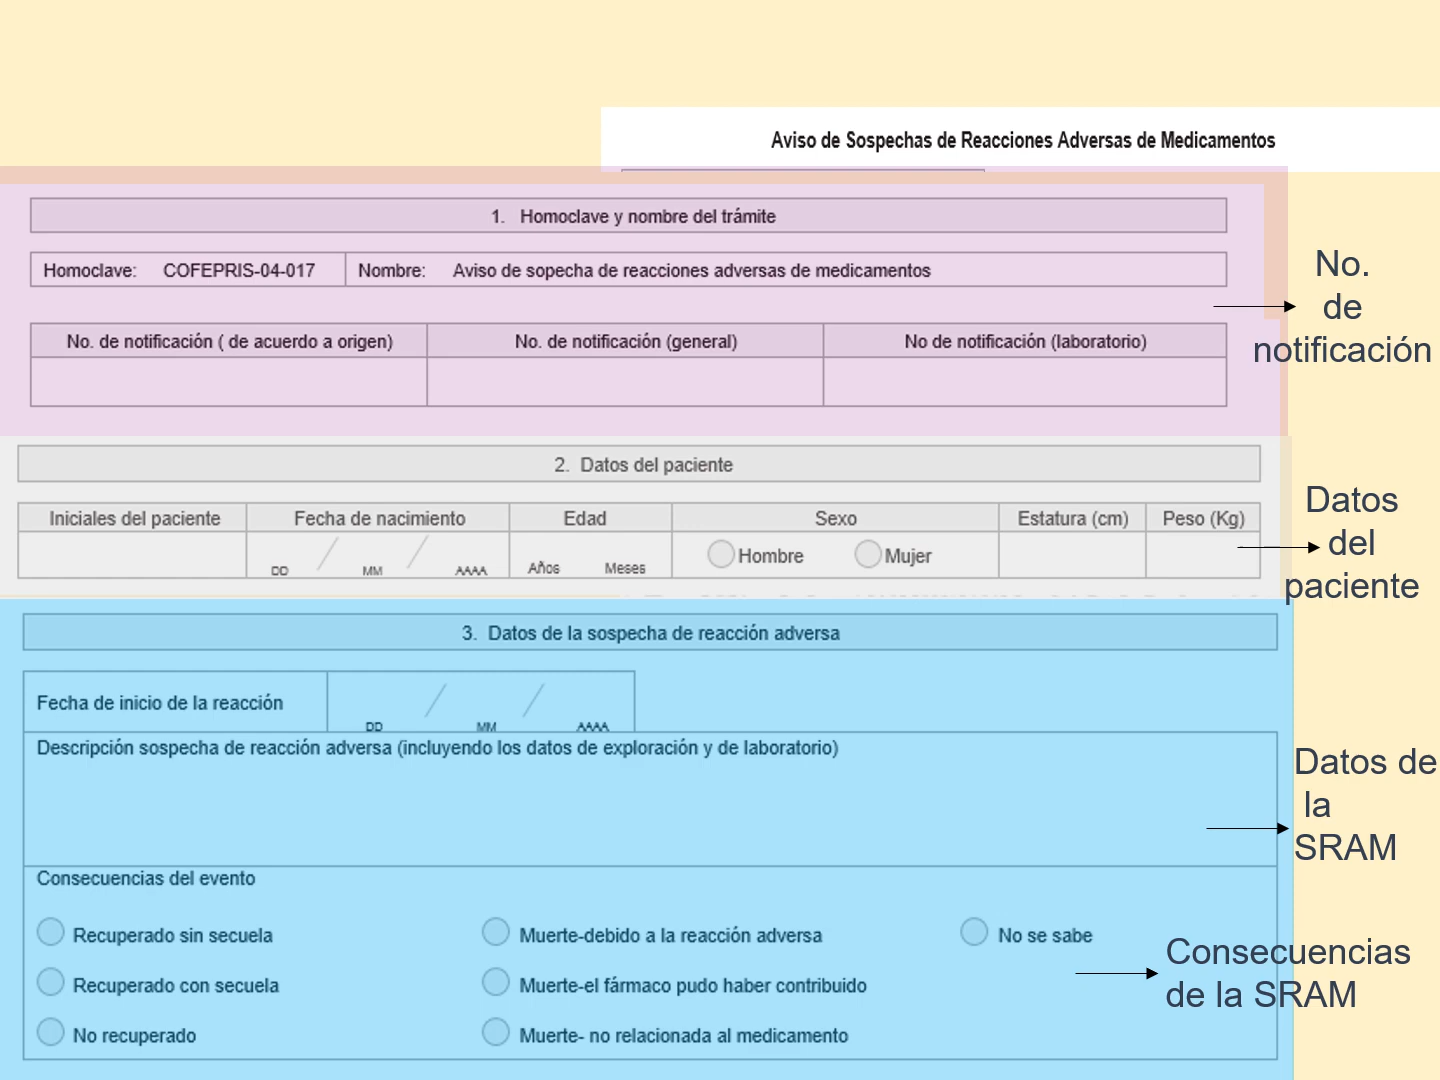 Aviso de Sospechas de Reacciones Adversas de Medicamentos
1. Homoclave y nombre del trámite
Homoclave: COFEPRIS-04-017 Nombre: Aviso de sopecha de reacciones adversas de medicamentos
No. de notificación ( de acuerdo a origen) No. de notificación (general) No de notificación (laboratorio)
No.
de
notificación
2. Datos del paciente
Iniciales del paciente Fecha de nacimiento Edad Sexo Estatura (cm) Peso (Kg)
Hombre Mujer
DD MM AAAA Años Meses
Datos
del
paciente
3. Datos de la sospecha de reacción adversa
Fecha de inicio de la reacción
DD MM AAAA
Descripción sospecha de reacción adversa (incluyendo los datos de exploración y de laboratorio)
Datos de
la
SRAM
Consecuencias del evento
Recuperado sin secuela Muerte-debido a la reacción adversa No se sabe
Recuperado con secuela Muerte-el fármaco pudo haber contribuido
No recuperado Muerte- no relacionada al medicamento
Consecuencias
de la SRAM